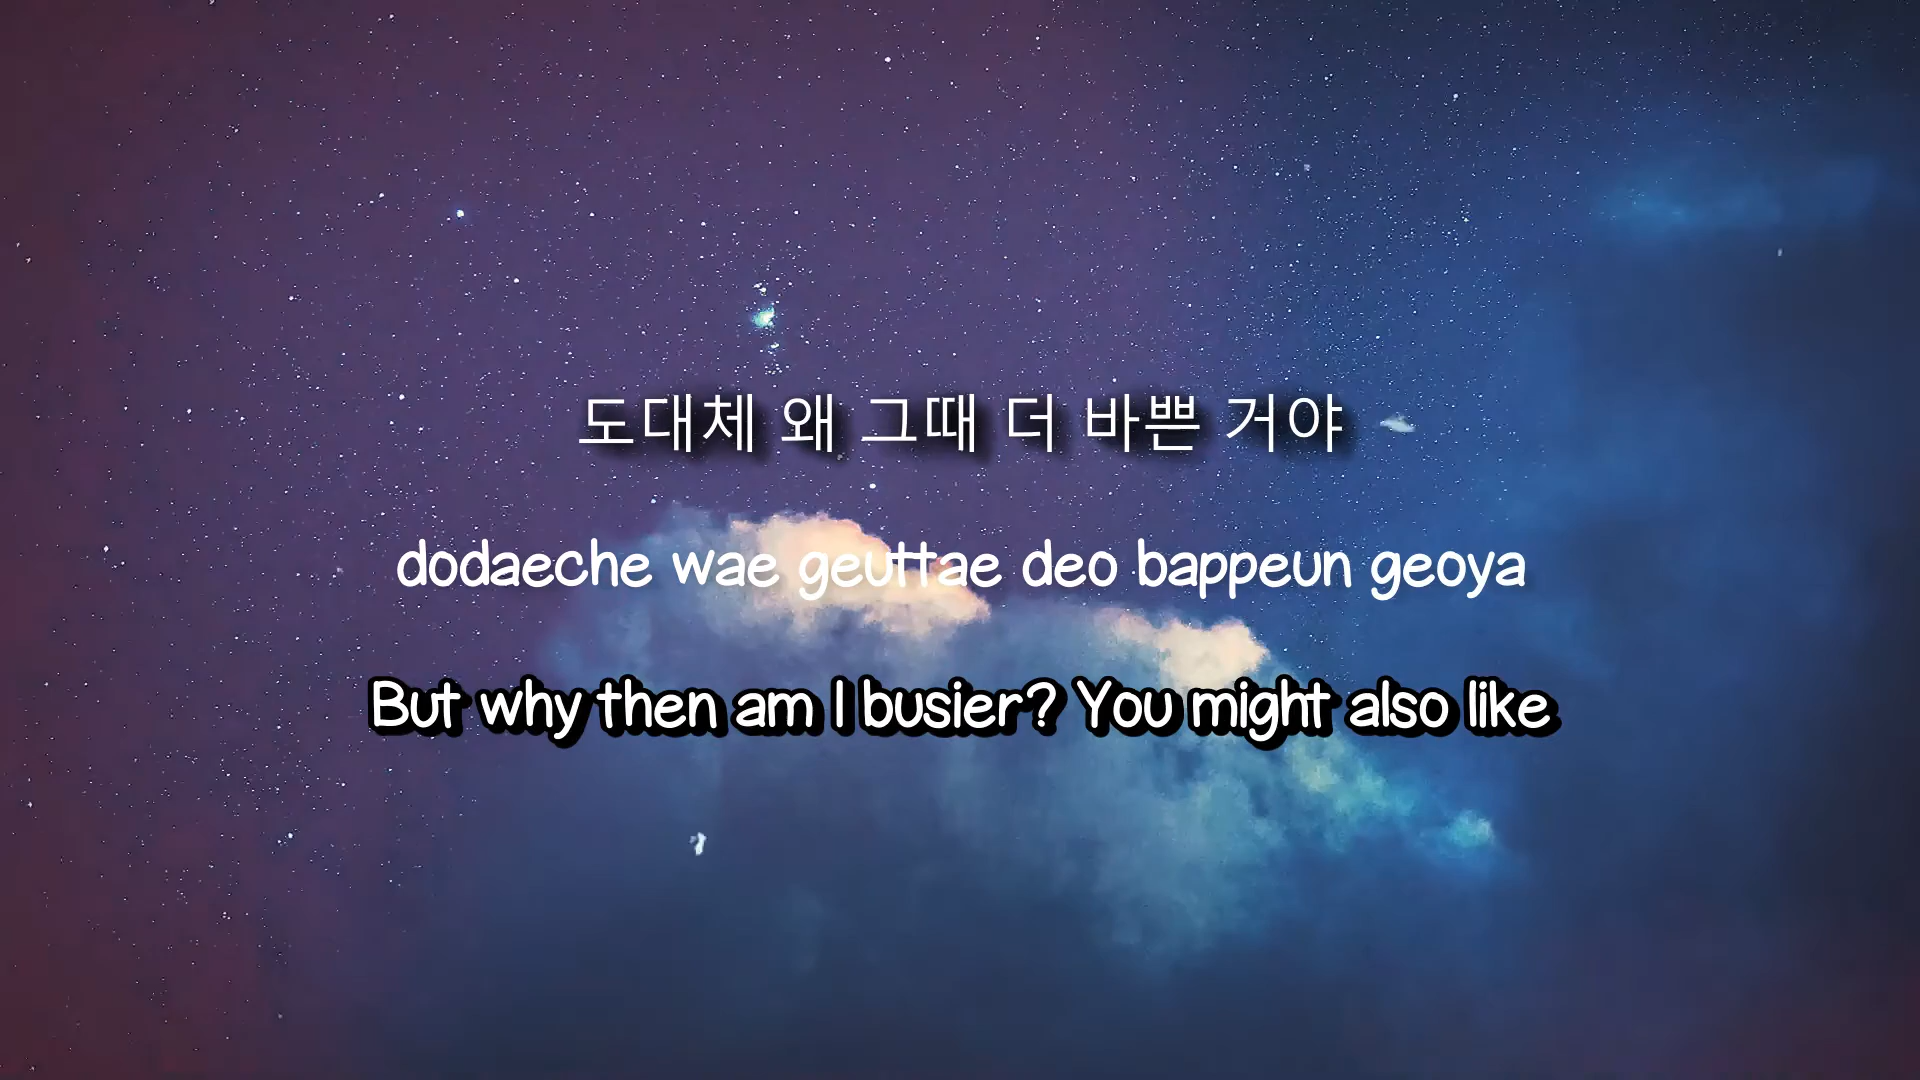 도대체 왜 그때 더 바쁜 거야
dodaeche wae geuttae deo bappeun geoya
But why then am I busier? You might also like